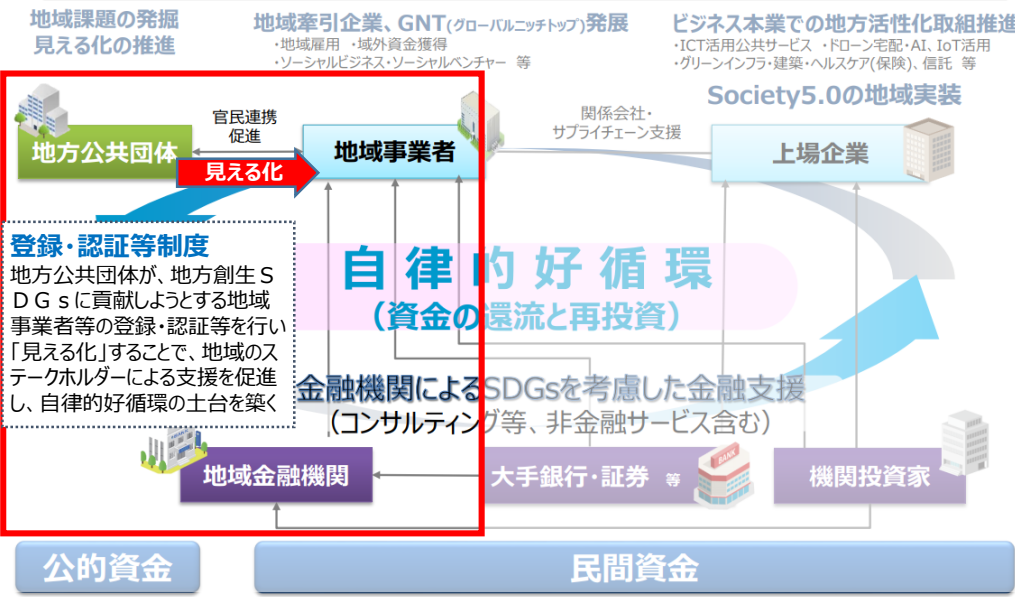 地域課題の発掘
見える化の推進
地域牽引企業、GNT(グローバルニッチトップ)発展
・地域雇用 ・域外資金獲得
・ソーシャルビジネス・ソーシャルベンチャー 等
ビジネス本業での地方活性化取組推進
・ICT活用公共サービス ・ドローン宅配・AI、IoT活用
・グリーンインフラ・建築・ヘルスケア(保険)、信託 等
Society5.0の地域実装
地方公共団体
官民連携
促進
見える化
地域事業者
関係会社・
サプライチェーン支援
上場企業
登録・認証等制度
地方公共団体が、地方創生S
DGsに貢献しようとする地域
事業者等の登録・認証等を行い
「見える化」することで、地域のス
テークホルダーによる支援を促進
し、自律的好循環の土台を築く
自律的好循環
（資金の還流と再投資）
金融機関によるSDGsを考慮した金融支援
（コンサルティング等、非金融サービス含む）
地域金融機関
大手銀行・証券 等
BANK
機関投資家
公的資金
民間資金